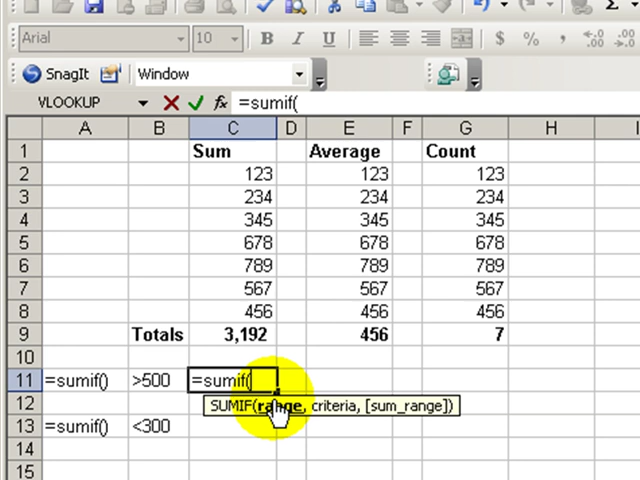 Arial 10 B I U $ % , .00
SnagIt Window
VLOOKUP fx =sumif(
A B C D E F G H I
1 Sum Average Count
2 123 123 123
3 234 234 234
4 345 345 345
5 678 678 678
6 789 789 789
7 567 567 567
8 456 456 456
9 Totals 3,192 456 7
10
11 =sumif() >500 =sumif(
12 SUMIF(range, criteria, [sum_range])
13 =sumif() <300
14
15